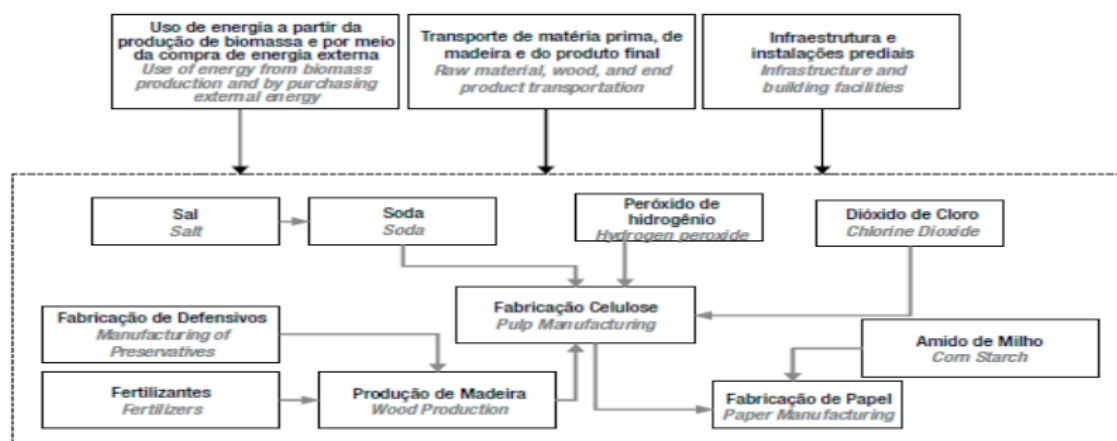 Uso de energia a partir da
produção de biomassa e por meio
da compra de energia externa
Use of energy from biomass
production and by purchasing
external energy
Transporte de matéria prima, de
madeira e do produto final
Raw material, wood, and end
product transportation
Infraestrutura e
instalações prediais
Infrastructure and
building facilities
Sal
Salt
Soda
Soda
Peróxido de
hidrogênio
Hydrogen peroxide
Dióxido de Cloro
Chlorine Dioxide
Fabricação Celulose
Pulp Manufacturing
Fabricação de Defensivos
Manufacturing of
Preservatives
Amido de Milho
Corn Starch
Fertilizantes
Fertilizers
Produção de Madeira
Wood Production
Fabricação de Papel
Paper Manufacturing